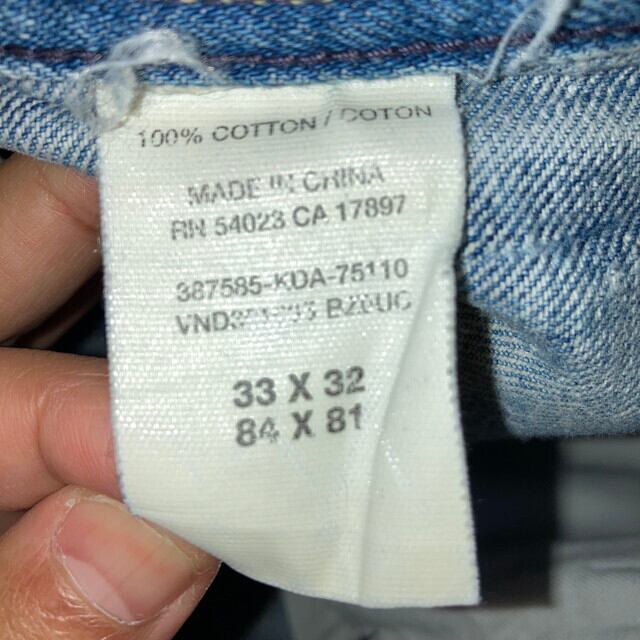 100% COTTON / COTON
MADE IN CHINA
RN 54023 CA 17897
387585-KDA-75110
33 X 32
84 X 81